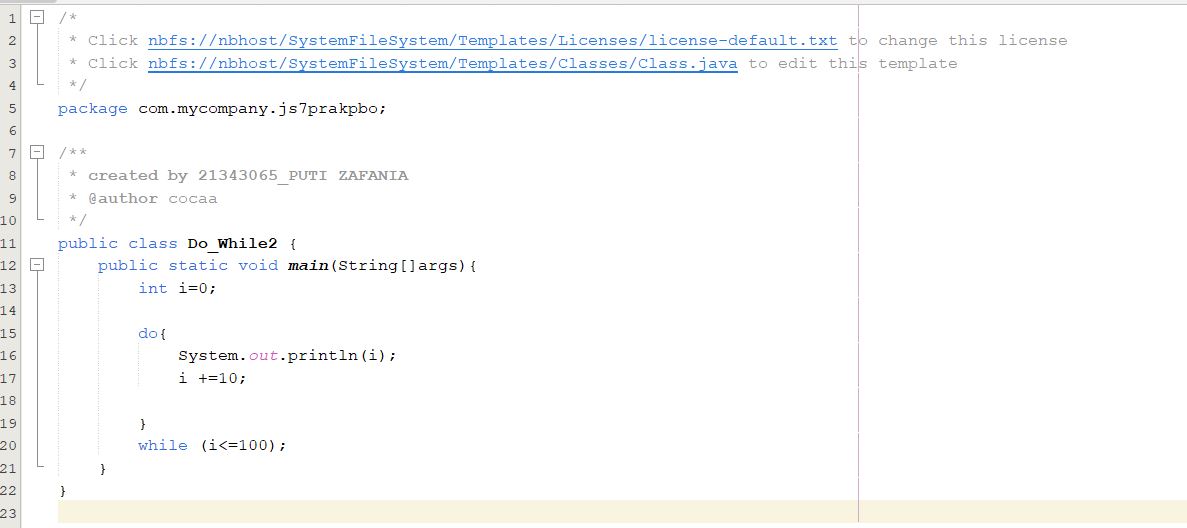 1 /*
2 * Click nbfs://nbhost/SystemFileSystem/Templates/Licenses/license-default.txt to change this license
3 * Click nbfs://nbhost/SystemFileSystem/Templates/Classes/Class.java to edit this template
4 */
5 package com.mycompany.js7prakpbo;
6
7 /**
8 * created by 21343065_PUTI ZAFANIA
9 * @author cocaa
10 */
11 public class Do_While2 {
12 public static void main(String[]args){
13 int i=0;
14
15 do{
16 System.out.println(i);
17 i +=10;
18
19 }
20 while (i<=100);
21 }
22 }
23